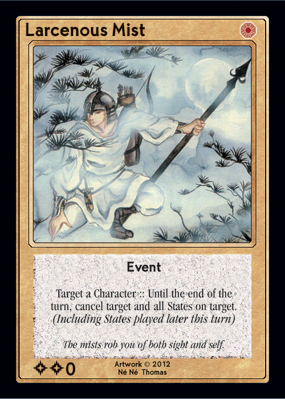 Larcenous Mist
Event
Target a Character :: Until the end of the
turn, cancel target and all States on target.
(Including States played later this turn)
The mists rob you of both sight and self.
0
Artwork © 2012
Né Né Thomas